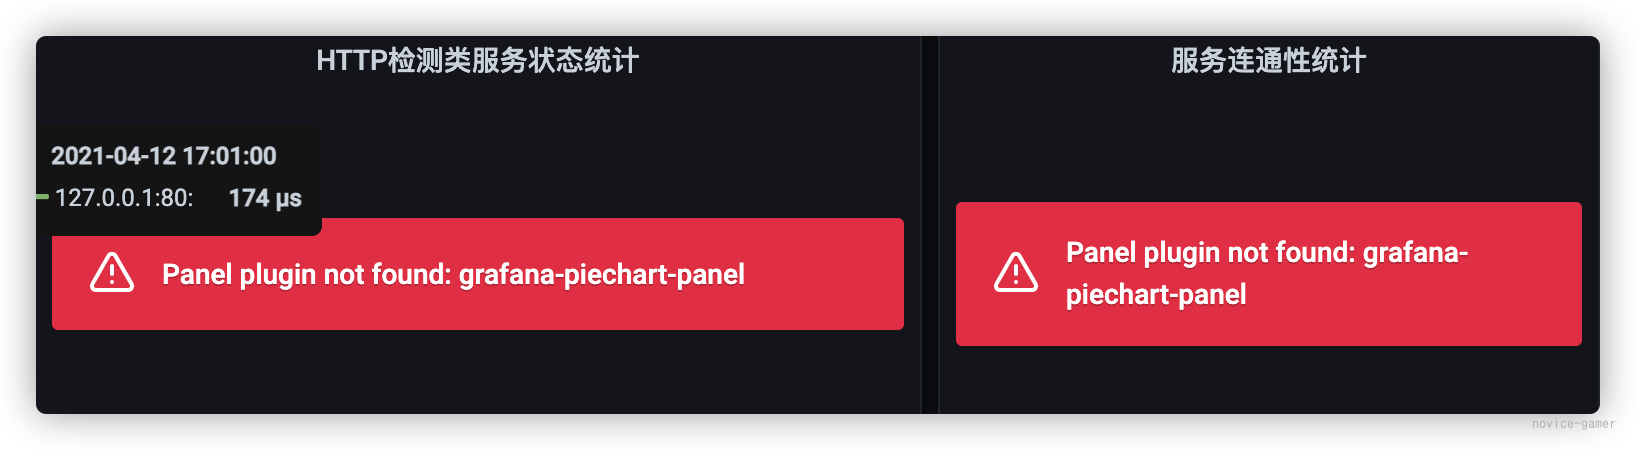 HTTP检测类服务状态统计
2021-04-12 17:01:00
127.0.0.1:80: 174 µs
Panel plugin not found: grafana-piechart-panel
服务连通性统计
Panel plugin not found: grafana-
piechart-panel
novice-gamer